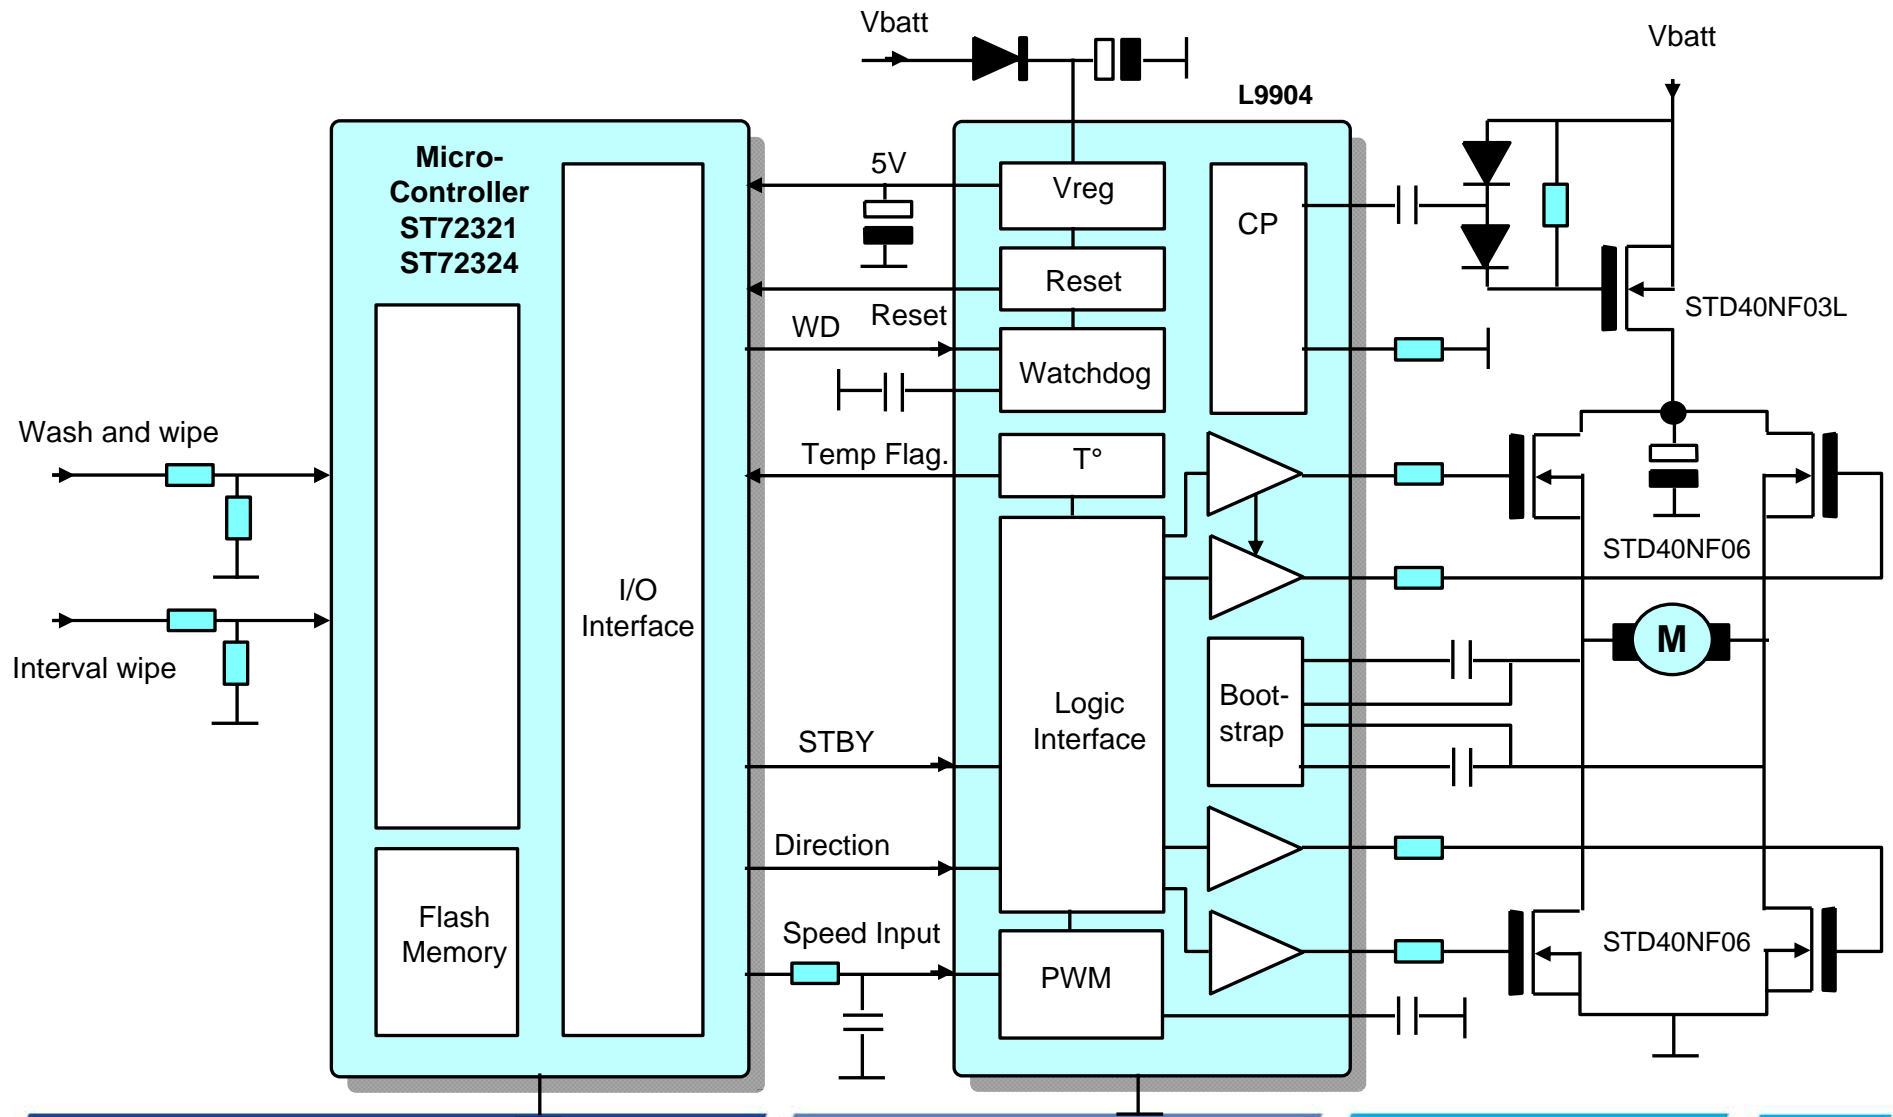 Vbatt
Vbatt
L9904
Micro-
Controller
ST72321
ST72324
5V
Vreg
CP
Reset
Reset
WD
Watchdog
STD40NF03L
Wash and wipe
Temp Flag.
T°
STD40NF06
I/O
Interface
M
Interval wipe
Logic
Interface
Boot-
strap
STBY
Direction
Flash
Memory
Speed Input
PWM
STD40NF06